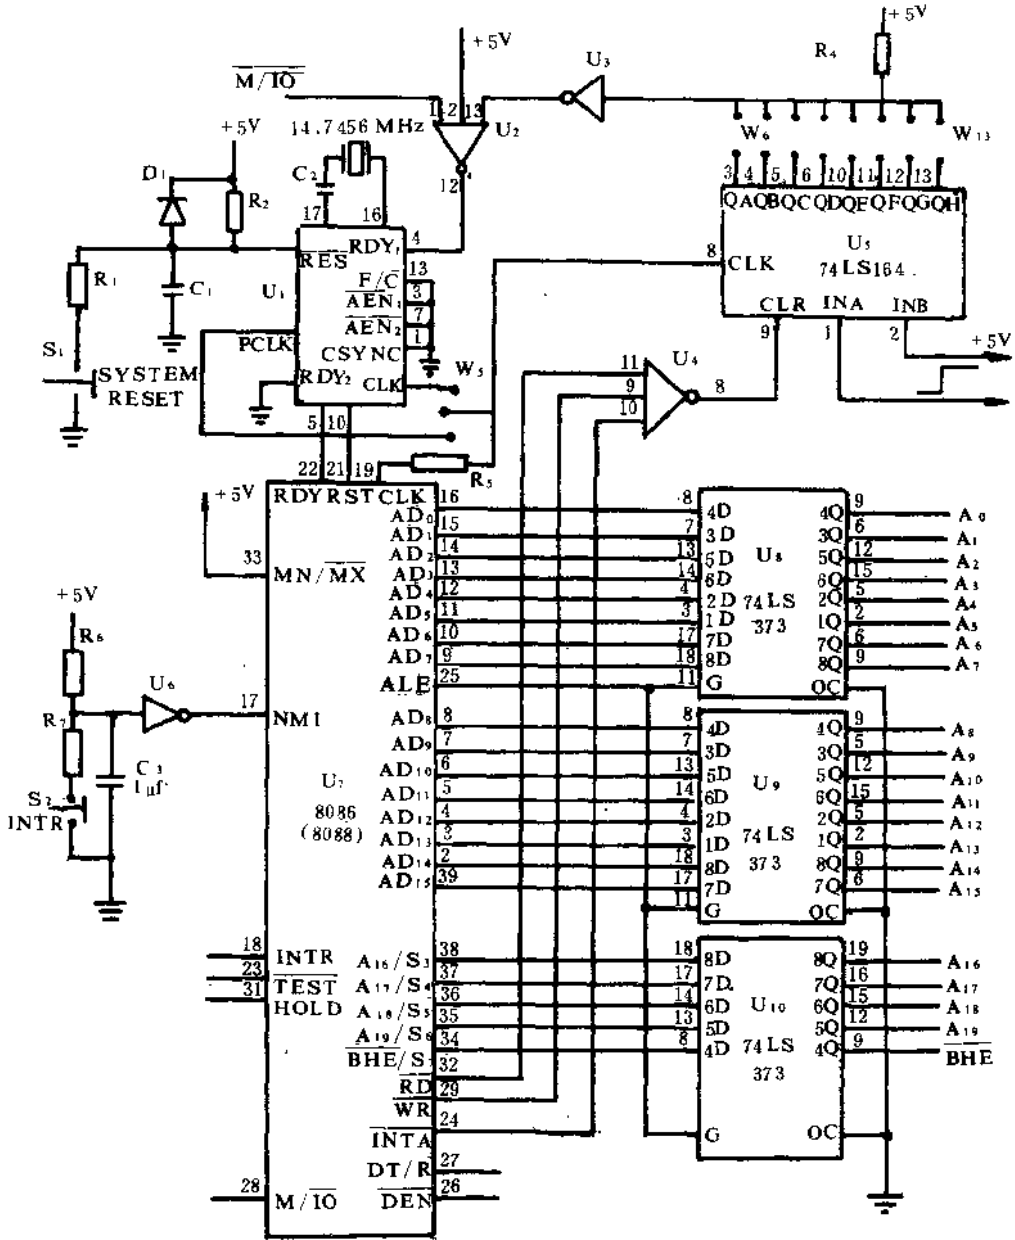 +5V
+5V
R4
U3
M/IO
1 2 13
U2
W6
W13
+5V
14.7456 MHz
D1
C2
R2
12
3 4 5 6 10 11 12 13
QA QB QC QD QE QF QG QH
17 16
RES RDY1 4
U5
8 CLK 74LS164
R1 C1 U1
F/C 13
AEN1 3
AEN2 7
CSYNC 1
CLR INA INB
9 1 2
+5V
PCLK
S1
SYSTEM RESET
RDY2 CLK
W5
U4
11
9
10
8
5 10
22 21 19
R5
RDY RST CLK
+5V
33 MN/MX
AD0 16
AD1 15
AD2 14
AD3 13
AD4 12
AD5 11
AD6 10
AD7 9
ALE 25
8 4D 4Q 9 A0
7 3D 3Q 6 A1
13 5D 5Q 12 A2
14 6D 6Q 15 A3
4 2D 2Q 5 A4
3 1D 1Q 2 A5
17 7D 7Q 6 A6
18 8D 8Q 9 A7
11 G OC
U8
74LS
373
+5V
R6
U6
R7
17 NMI
C3
1μf
S2
INTR
U7
8086
(8088)
AD8 8
AD9 7
AD10 6
AD11 5
AD12 4
AD13 3
AD14 2
AD15 39
8 4D 4Q 9 A8
7 3D 3Q 5 A9
13 5D 5Q 12 A10
14 6D 6Q 15 A11
4 2D 2Q 5 A12
3 1D 1Q 2 A13
18 8D 8Q 9 A14
17 7D 7Q 6 A15
11 G OC
U9
74LS
373
18 INTR
23 TEST
31 HOLD
A16/S3 38
A17/S4 37
A18/S5 36
A19/S6 35
BHE/S7 34
RD 32
WR 29
INTA 24
DT/R 27
DEN 26
28 M/IO
18 8D 8Q 19 A16
17 7D 7Q 16 A17
14 6D 6Q 15 A18
13 5D 5Q 12 A19
8 4D 4Q 9 BHE
G OC
U10
74LS
373